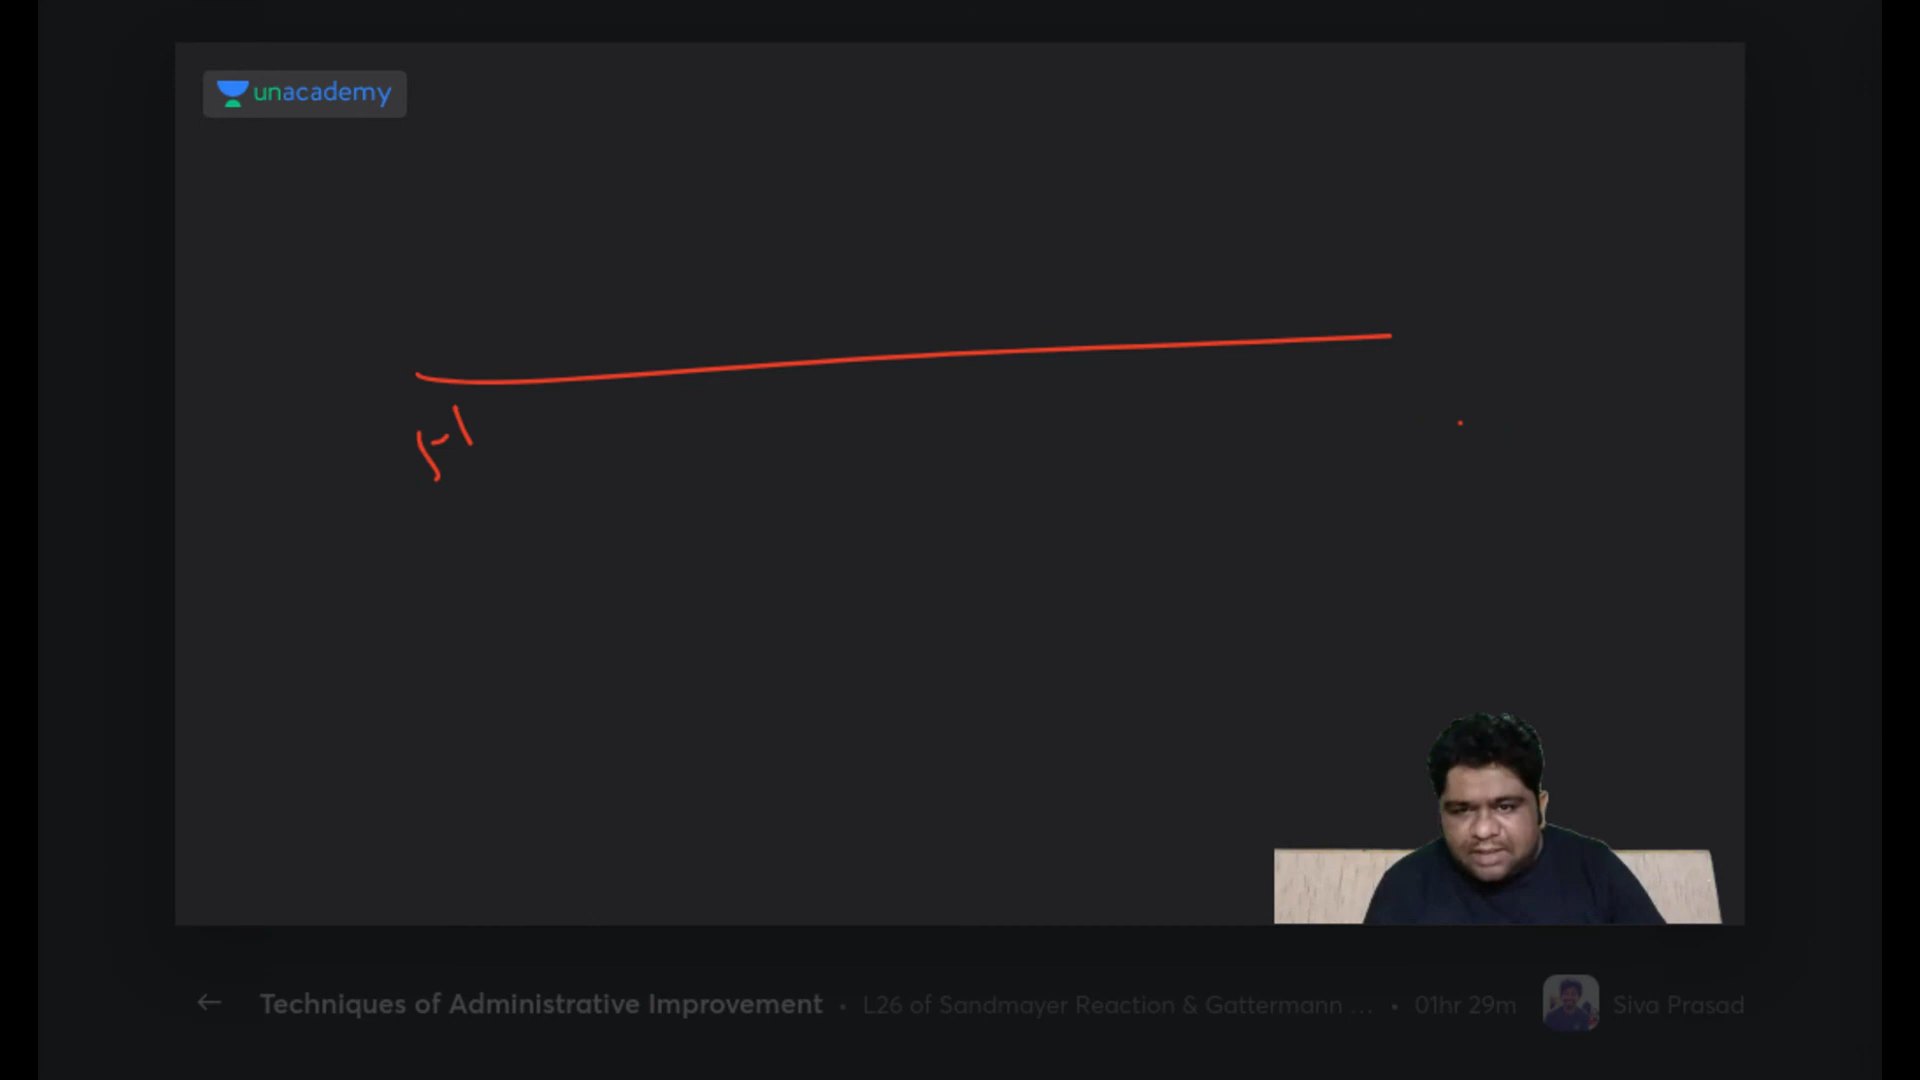 unacademy
Techniques of Administrative Improvement • L26 of Sandmayer Reaction & Gattermann ... • 01hr 29m Siva Prasad